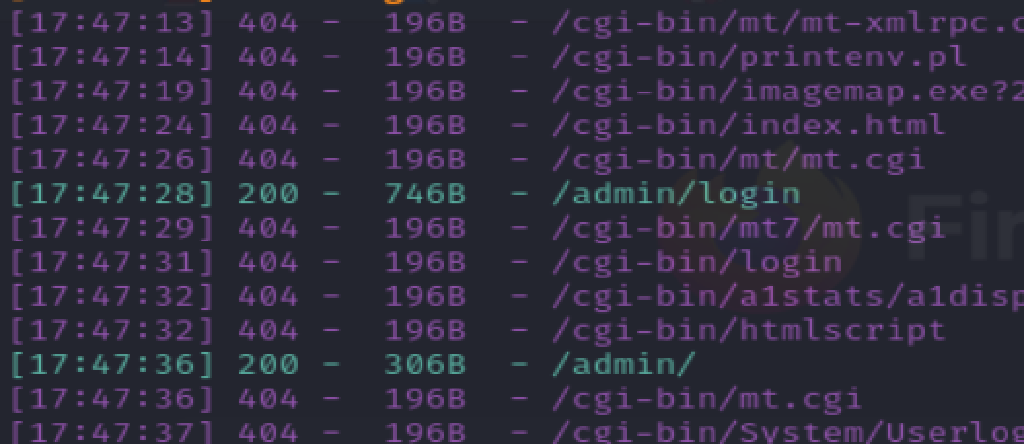 [17:47:13] 404 -   196B  - /cgi-bin/mt/mt-xmlrpc.c
[17:47:14] 404 -   196B  - /cgi-bin/printenv.pl
[17:47:19] 404 -   196B  - /cgi-bin/imagemap.exe?2
[17:47:24] 404 -   196B  - /cgi-bin/index.html
[17:47:26] 404 -   196B  - /cgi-bin/mt/mt.cgi
[17:47:28] 200 -   746B  - /admin/login
[17:47:29] 404 -   196B  - /cgi-bin/mt7/mt.cgi
[17:47:31] 404 -   196B  - /cgi-bin/login
[17:47:32] 404 -   196B  - /cgi-bin/a1stats/a1disp
[17:47:32] 404 -   196B  - /cgi-bin/htmlscript
[17:47:36] 200 -   306B  - /admin/
[17:47:36] 404 -   196B  - /cgi-bin/mt.cgi
[17:47:37] 404 -   196B  - /cgi-bin/System/Userlog